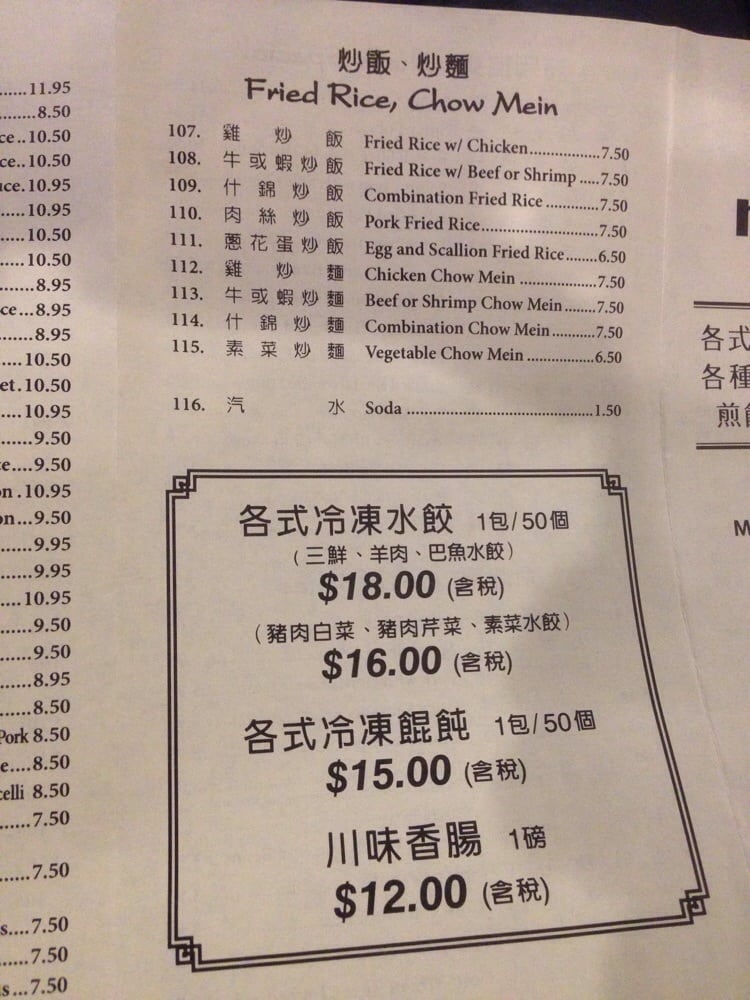 ....11.95
....8.50
ce..10.50
ce..10.50
uce.10.95
....10.95
....10.50
....10.50
....8.95
ce...8.95
....8.95
....10.50
et.10.50
....10.95
....9.50
te....9.50
on .10.95
on...9.50
....9.95
....9.95
....10.95
....9.50
....9.50
....8.95
....8.50
Pork 8.50
e....8.50
celli 8.50
....7.50
....7.50
s....7.50
....7.50
us...7.50
炒飯、炒麵
Fried Rice, Chow Mein
107. 雞炒飯 Fried Rice w/ Chicken............7.50
108. 牛或蝦炒飯 Fried Rice w/ Beef or Shrimp .....7.50
109. 什錦炒飯 Combination Fried Rice ..............7.50
110. 肉絲炒飯 Pork Fried Rice........................7.50
111. 蔥花蛋炒飯 Egg and Scallion Fried Rice.......6.50
112. 雞炒麵 Chicken Chow Mein ..................7.50
113. 牛或蝦炒麵 Beef or Shrimp Chow Mein........7.50
114. 什錦炒麵 Combination Chow Mein...........7.50
115. 素菜炒麵 Vegetable Chow Mein ................6.50
116. 汽水 Soda ...........................................1.50
各式冷凍水餃 1包/50個
(三鮮、羊肉、巴魚水餃)
$18.00 (含稅)
(豬肉白菜、豬肉芹菜、素菜水餃)
$16.00 (含稅)
各式冷凍餛飩 1包/50個
$15.00 (含稅)
川味香腸 1磅
$12.00 (含稅)
各式
各種
煎
M